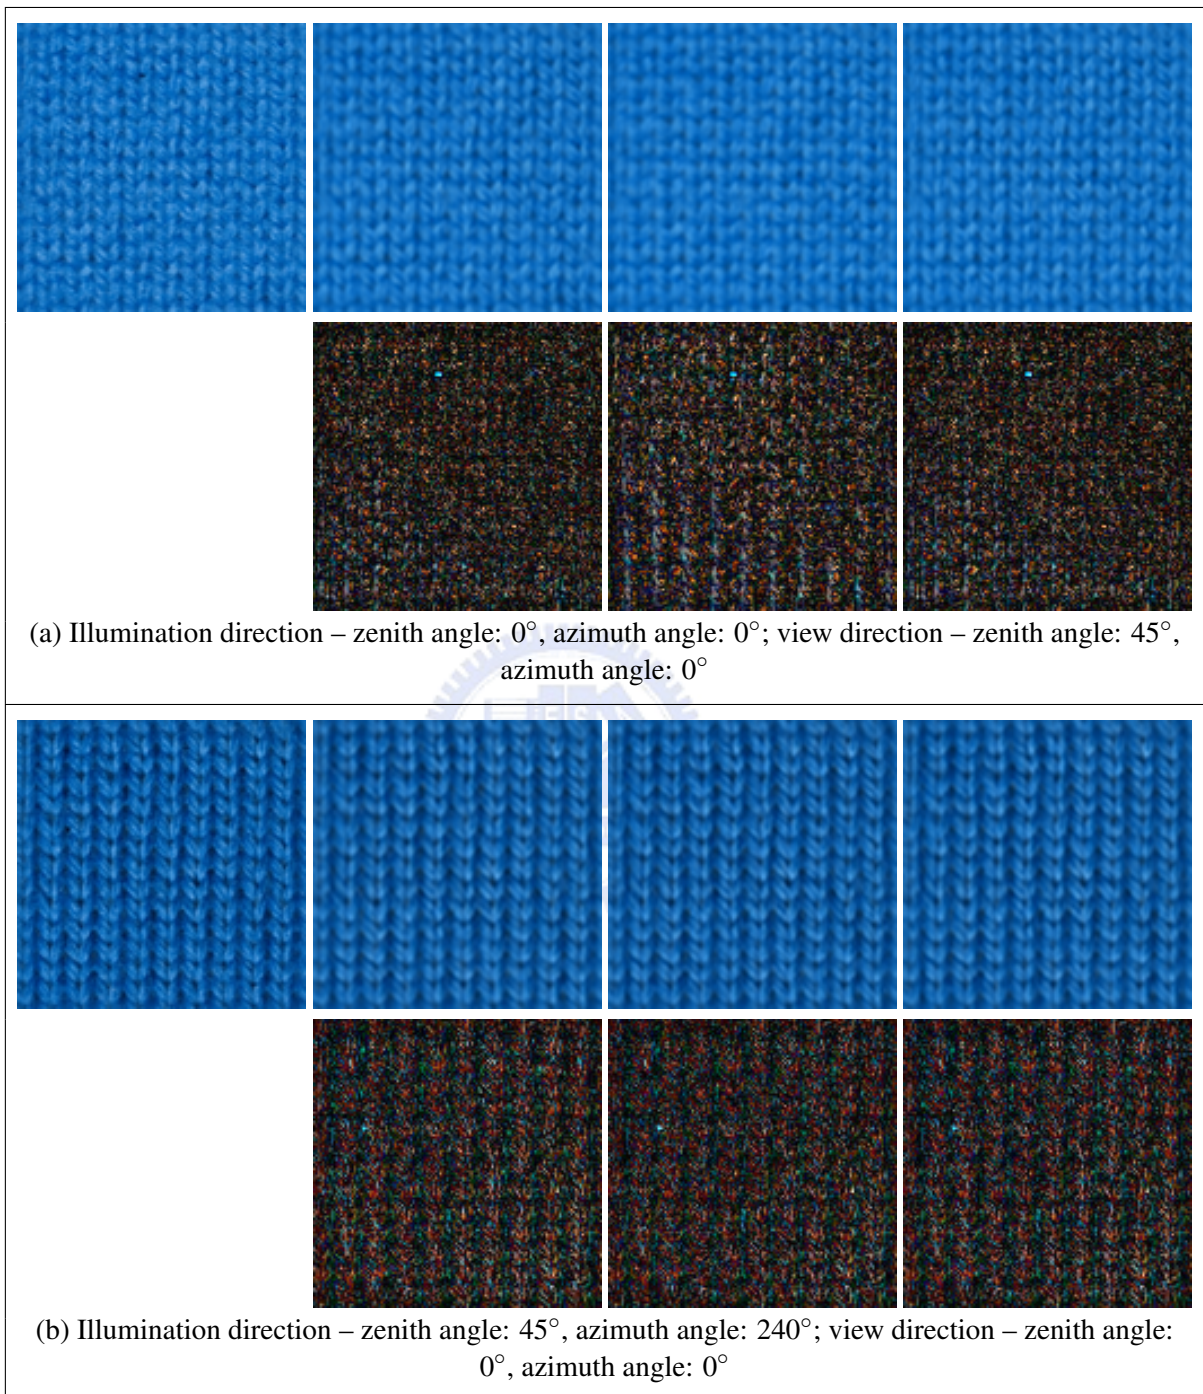 (a) Illumination direction – zenith angle: 0°, azimuth angle: 0°; view direction – zenith angle: 45°,
azimuth angle: 0°
(b) Illumination direction – zenith angle: 45°, azimuth angle: 240°; view direction – zenith angle:
0°, azimuth angle: 0°